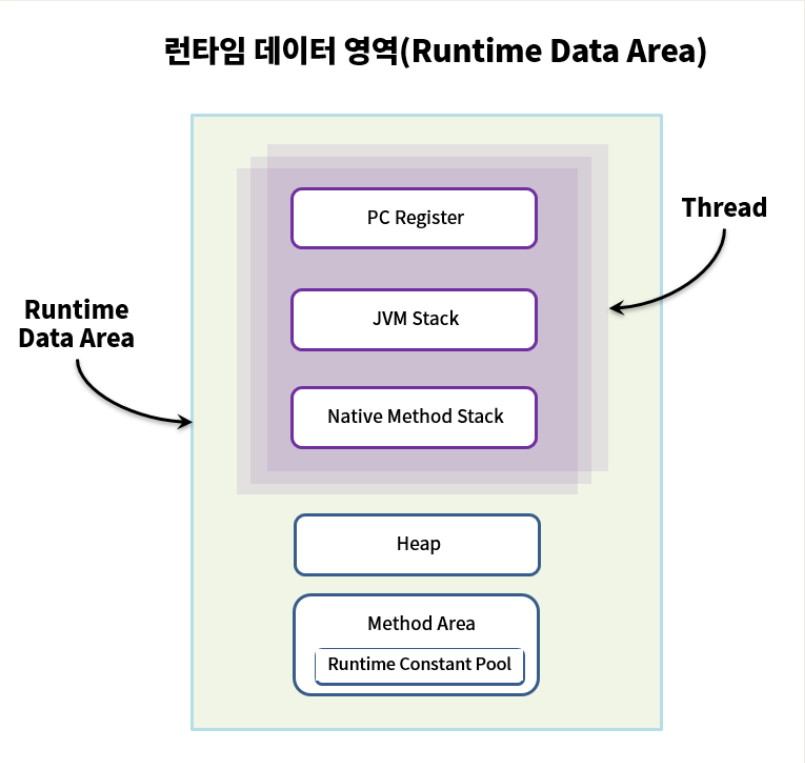 런타임 데이터 영역(Runtime Data Area)
PC Register
Thread
JVM Stack
Runtime
Data Area
Native Method Stack
Heap
Method Area
Runtime Constant Pool